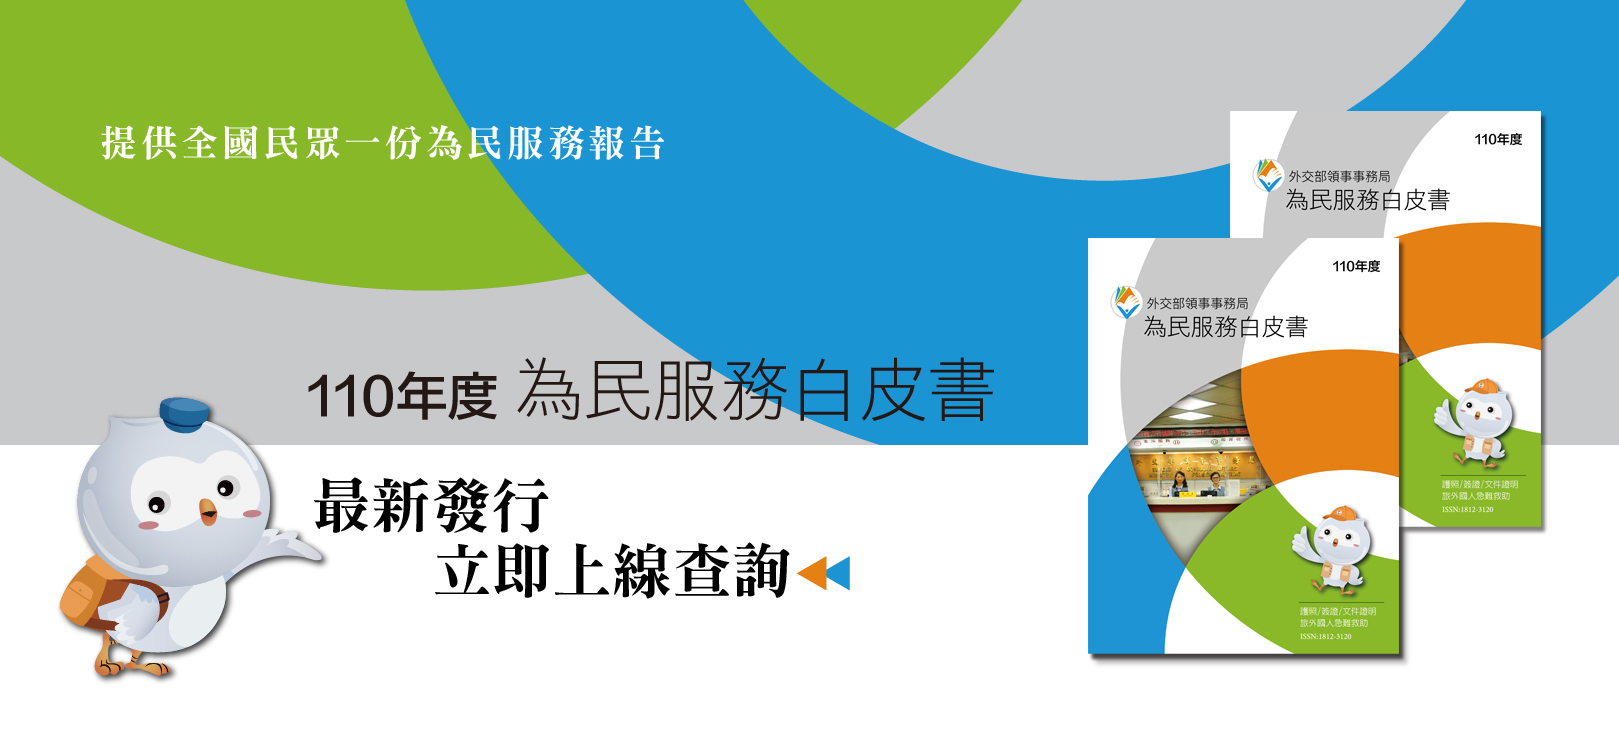 提供全國民眾一份為民服務報告
110年度 為民服務白皮書
最新發行
立即上線查詢
110年度
外交部領事事務局
為民服務白皮書
護照/簽證/文件證明
旅外國人急難救助
ISSN:1812-3120
110年度
外交部領事事務局
為民服務白皮書
護照/簽證/文件證明
旅外國人急難救助
ISSN:1812-3120